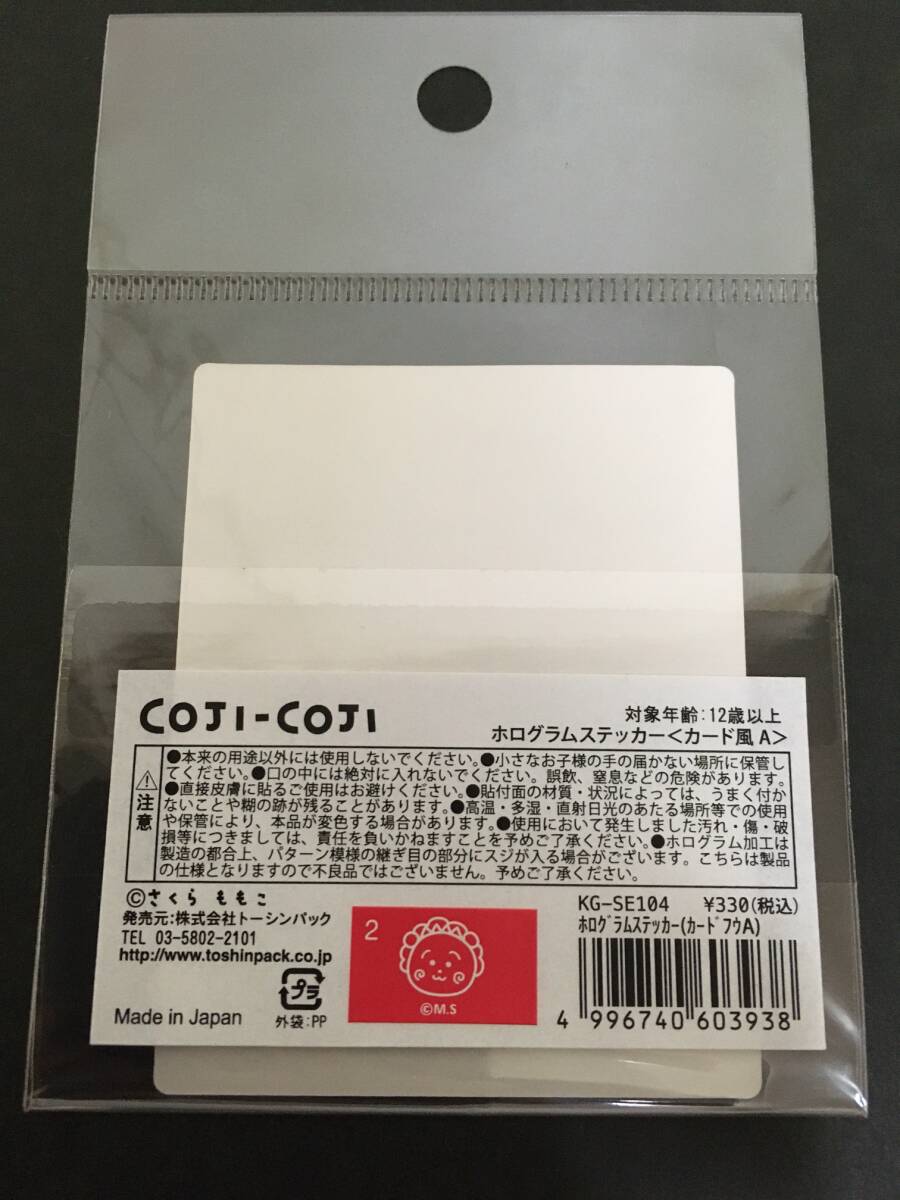 COJI-COJI
対象年齢:12歳以上
ホログラムステッカー<カード風 A>
⚠注意
●本来の用途以外には使用しないでください。●小さなお子様の手の届かない場所に保管し
てください。●口の中には絶対に入れないでください。誤飲、窒息などの危険があります。
●直接皮膚に貼るご使用はお避けください。●貼付面の材質・状況によっては、うまく付か
ないことや糊の跡が残ることがあります。●高温・多湿・直射日光のあたる場所等での使用
や保管により、本品が変色する場合があります。●使用において発生しました汚れ・傷・破
損等につきましては、責任を負いかねますことを予めご了承ください。●ホログラム加工は
製造の都合上、パターン模様の継ぎ目の部分にスジが入る場合がございます。こちらは製品
の仕様となりますので不良品ではございません。予めご了承ください。
©さくら ももこ
発売元:株式会社トーシンパック
TEL 03-5802-2101
http://www.toshinpack.co.jp
Made in Japan
プラ
外袋:PP
2
©M.S
KG-SE104 ¥330(税込)
ﾎﾛｸﾞﾗﾑｽﾃｯｶｰ(ｶｰﾄﾞﾌｳA)
4 996740 603938